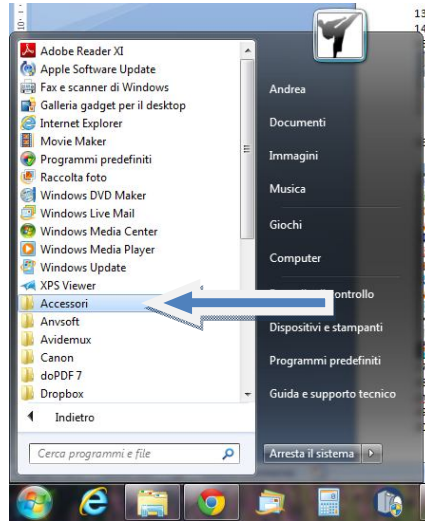 Adobe Reader XI
Apple Software Update
Fax e scanner di Windows
Galleria gadget per il desktop
Internet Explorer
Movie Maker
Programmi predefiniti
Raccolta foto
Windows DVD Maker
Windows Live Mail
Windows Media Center
Windows Media Player
Windows Update
XPS Viewer
Accessori
Anvsoft
Avidemux
Canon
doPDF 7
Dropbox
Indietro
Cerca programmi e file
Andrea
Documenti
Immagini
Musica
Giochi
Computer
ontrollo
Dispositivi e stampanti
Programmi predefiniti
Guida e supporto tecnico
Arresta il sistema